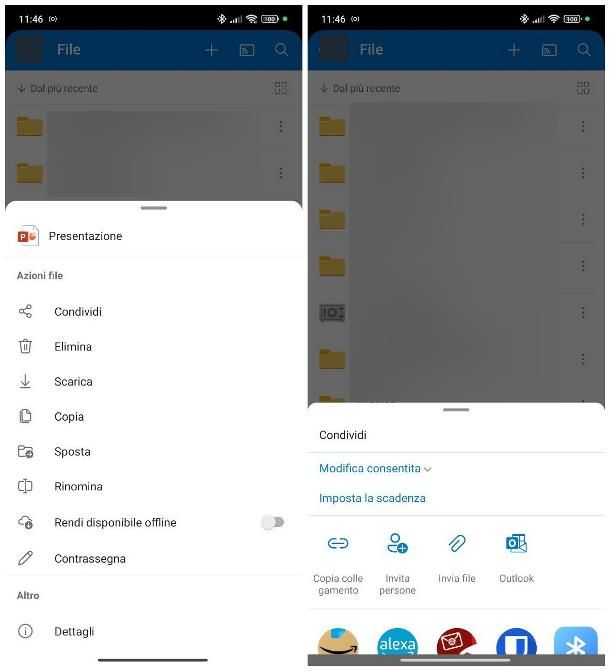 11:46
100
File
Dal più recente
Presentazione
Azioni file
Condividi
Elimina
Scarica
Copia
Sposta
Rinomina
Rendi disponibile offline
Contrassegna
Altro
Dettagli
11:46
100
File
Dal più recente
Condividi
Modifica consentita
Imposta la scadenza
Copia colle
gamento
Invita
persone
Invia file
Outlook
alexa